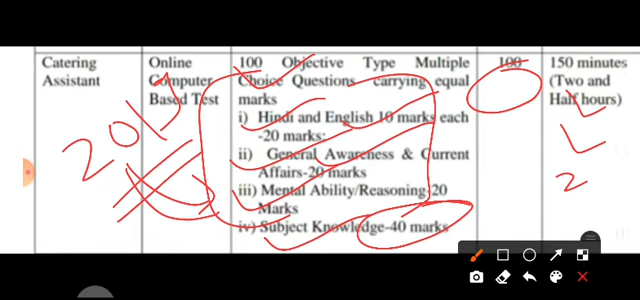 Catering Assistant
Online Computer Based Test
100 Objective Type Multiple Choice Questions carrying equal marks
i) Hindi and English 10 marks each -20 marks;
ii) General Awareness & Current Affairs-20 marks
iii) Mental Ability/Reasoning-20 Marks
iv) Subject Knowledge-40 marks
100
150 minutes (Two and Half hours)